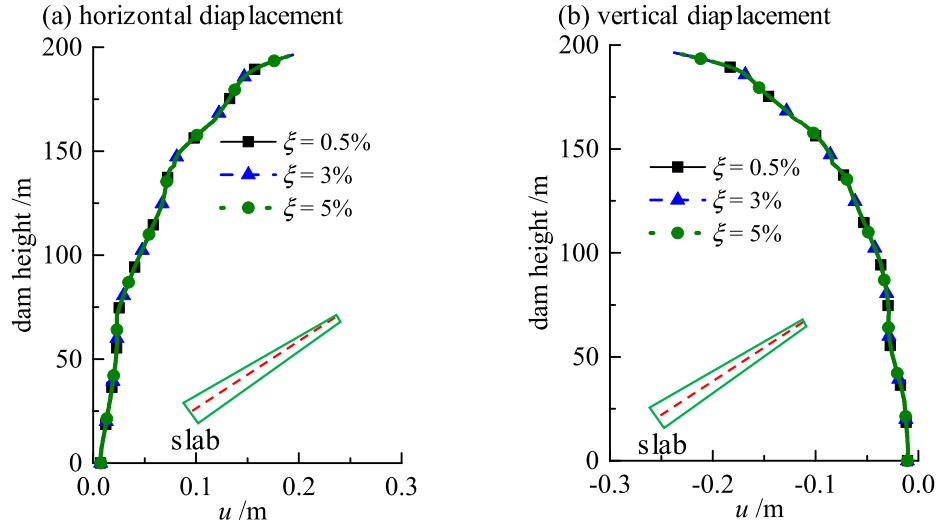 (a) horizontal diaplacement
200
150
100
50
0
dam height /m
ξ = 0.5%
ξ = 3%
ξ = 5%
slab
0.0 0.1 0.2 0.3
u /m
(b) vertical diaplacement
200
150
100
50
0
dam height /m
ξ = 0.5%
ξ = 3%
ξ = 5%
slab
-0.3 -0.2 -0.1 0.0
u /m